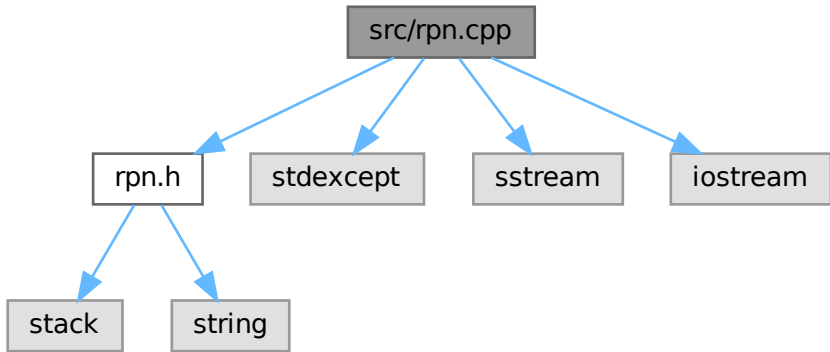 src/rpn.cpp
rpn.h
stdexcept
sstream
iostream
stack
string